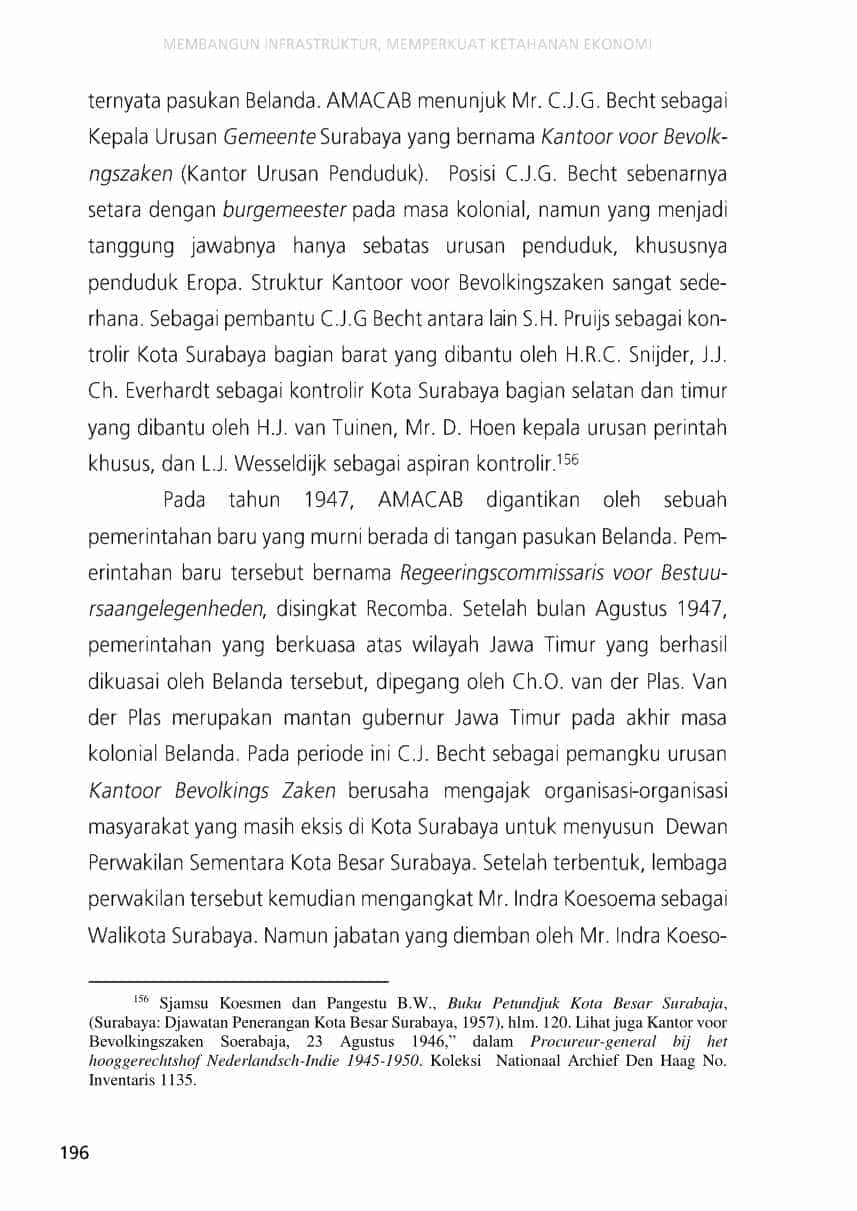 MEMBANGUN INFRASTRUKTUR, MEMPERKUAT KETAHANAN EKONOMI
ternyata pasukan Belanda. AMACAB menunjuk Mr. C.J.G. Becht sebagai
Kepala Urusan Gemeente Surabaya yang bernama Kantoor voor Bevolk-
ngszaken (Kantor Urusan Penduduk). Posisi C.J.G. Becht sebenarnya
setara dengan burgemeester pada masa kolonial, namun yang menjadi
tanggung jawabnya hanya sebatas urusan penduduk, khususnya
penduduk Eropa. Struktur Kantoor voor Bevolkingszaken sangat sede-
rhana. Sebagai pembantu C.J.G Becht antara lain S.H. Pruijs sebagai kon-
trolir Kota Surabaya bagian barat yang dibantu oleh H.R.C. Snijder, J.J.
Ch. Everhardt sebagai kontrolir Kota Surabaya bagian selatan dan timur
yang dibantu oleh H.J. van Tuinen, Mr. D. Hoen kepala urusan perintah
khusus, dan L.J. Wesseldijk sebagai aspiran kontrolir.156
Pada tahun 1947, AMACAB digantikan oleh sebuah
pemerintahan baru yang murni berada di tangan pasukan Belanda. Pem-
erintahan baru tersebut bernama Regeeringscommissaris voor Bestuu-
rsaangelegenheden, disingkat Recomba. Setelah bulan Agustus 1947,
pemerintahan yang berkuasa atas wilayah Jawa Timur yang berhasil
dikuasai oleh Belanda tersebut, dipegang oleh Ch.O. van der Plas. Van
der Plas merupakan mantan gubernur Jawa Timur pada akhir masa
kolonial Belanda. Pada periode ini C.J. Becht sebagai pemangku urusan
Kantoor Bevolkings Zaken berusaha mengajak organisasi-organisasi
masyarakat yang masih eksis di Kota Surabaya untuk menyusun Dewan
Perwakilan Sementara Kota Besar Surabaya. Setelah terbentuk, lembaga
perwakilan tersebut kemudian mengangkat Mr. Indra Koesoema sebagai
Walikota Surabaya. Namun jabatan yang diemban oleh Mr. Indra Koeso-
156 Sjamsu Koesmen dan Pangestu B.W., Buku Petundjuk Kota Besar Surabaja,
(Surabaya: Djawatan Penerangan Kota Besar Surabaya, 1957), hlm. 120. Lihat juga Kantor voor
Bevolkingszaken Soerabaja, 23 Agustus 1946,” dalam Procureur-general bij het
hooggerechtshof Nederlandsch-Indie 1945-1950. Koleksi Nationaal Archief Den Haag No.
Inventaris 1135.
196